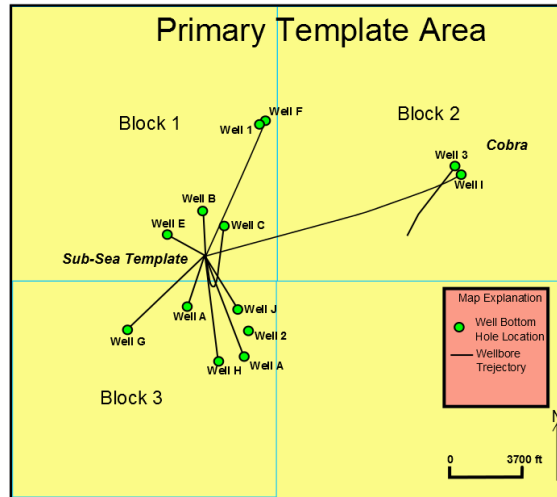 Primary Template Area
Well F
Block 1
Well 1
Block 2
Cobra
Well 3
Well I
Well B
Well E
Well C
Sub-Sea Template
Map Explanation
Well A
Well J
Well Bottom
Hole Location
Well 2
Well G
Wellbore
Trajectory
Well H
Well A
Block 3
N
0 3700 ft